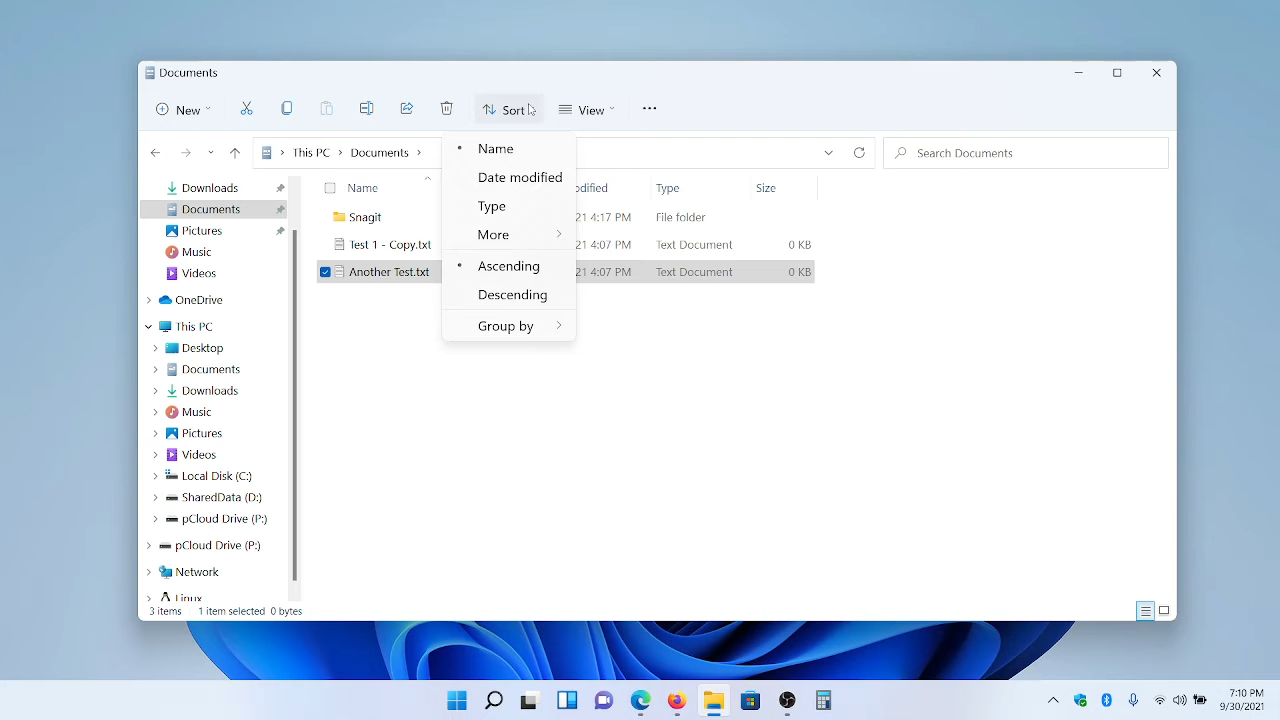 Documents
New
Sort
View
This PC
Documents
Search Documents
Name
Date modified
Type
More
Ascending
Descending
Group by
Name
Type
Size
Snagit
4:17 PM
File folder
Test 1 - Copy.txt
21 4:07 PM
Text Document
0 KB
Another Test.txt
21 4:07 PM
Text Document
0 KB
Downloads
Documents
Pictures
Music
Videos
OneDrive
This PC
Desktop
Documents
Downloads
Music
Pictures
Videos
Local Disk (C:)
SharedData (D:)
pCloud Drive (P:)
pCloud Drive (P:)
Network
Linux
3 items
1 item selected 0 bytes
7:10 PM
9/30/2021